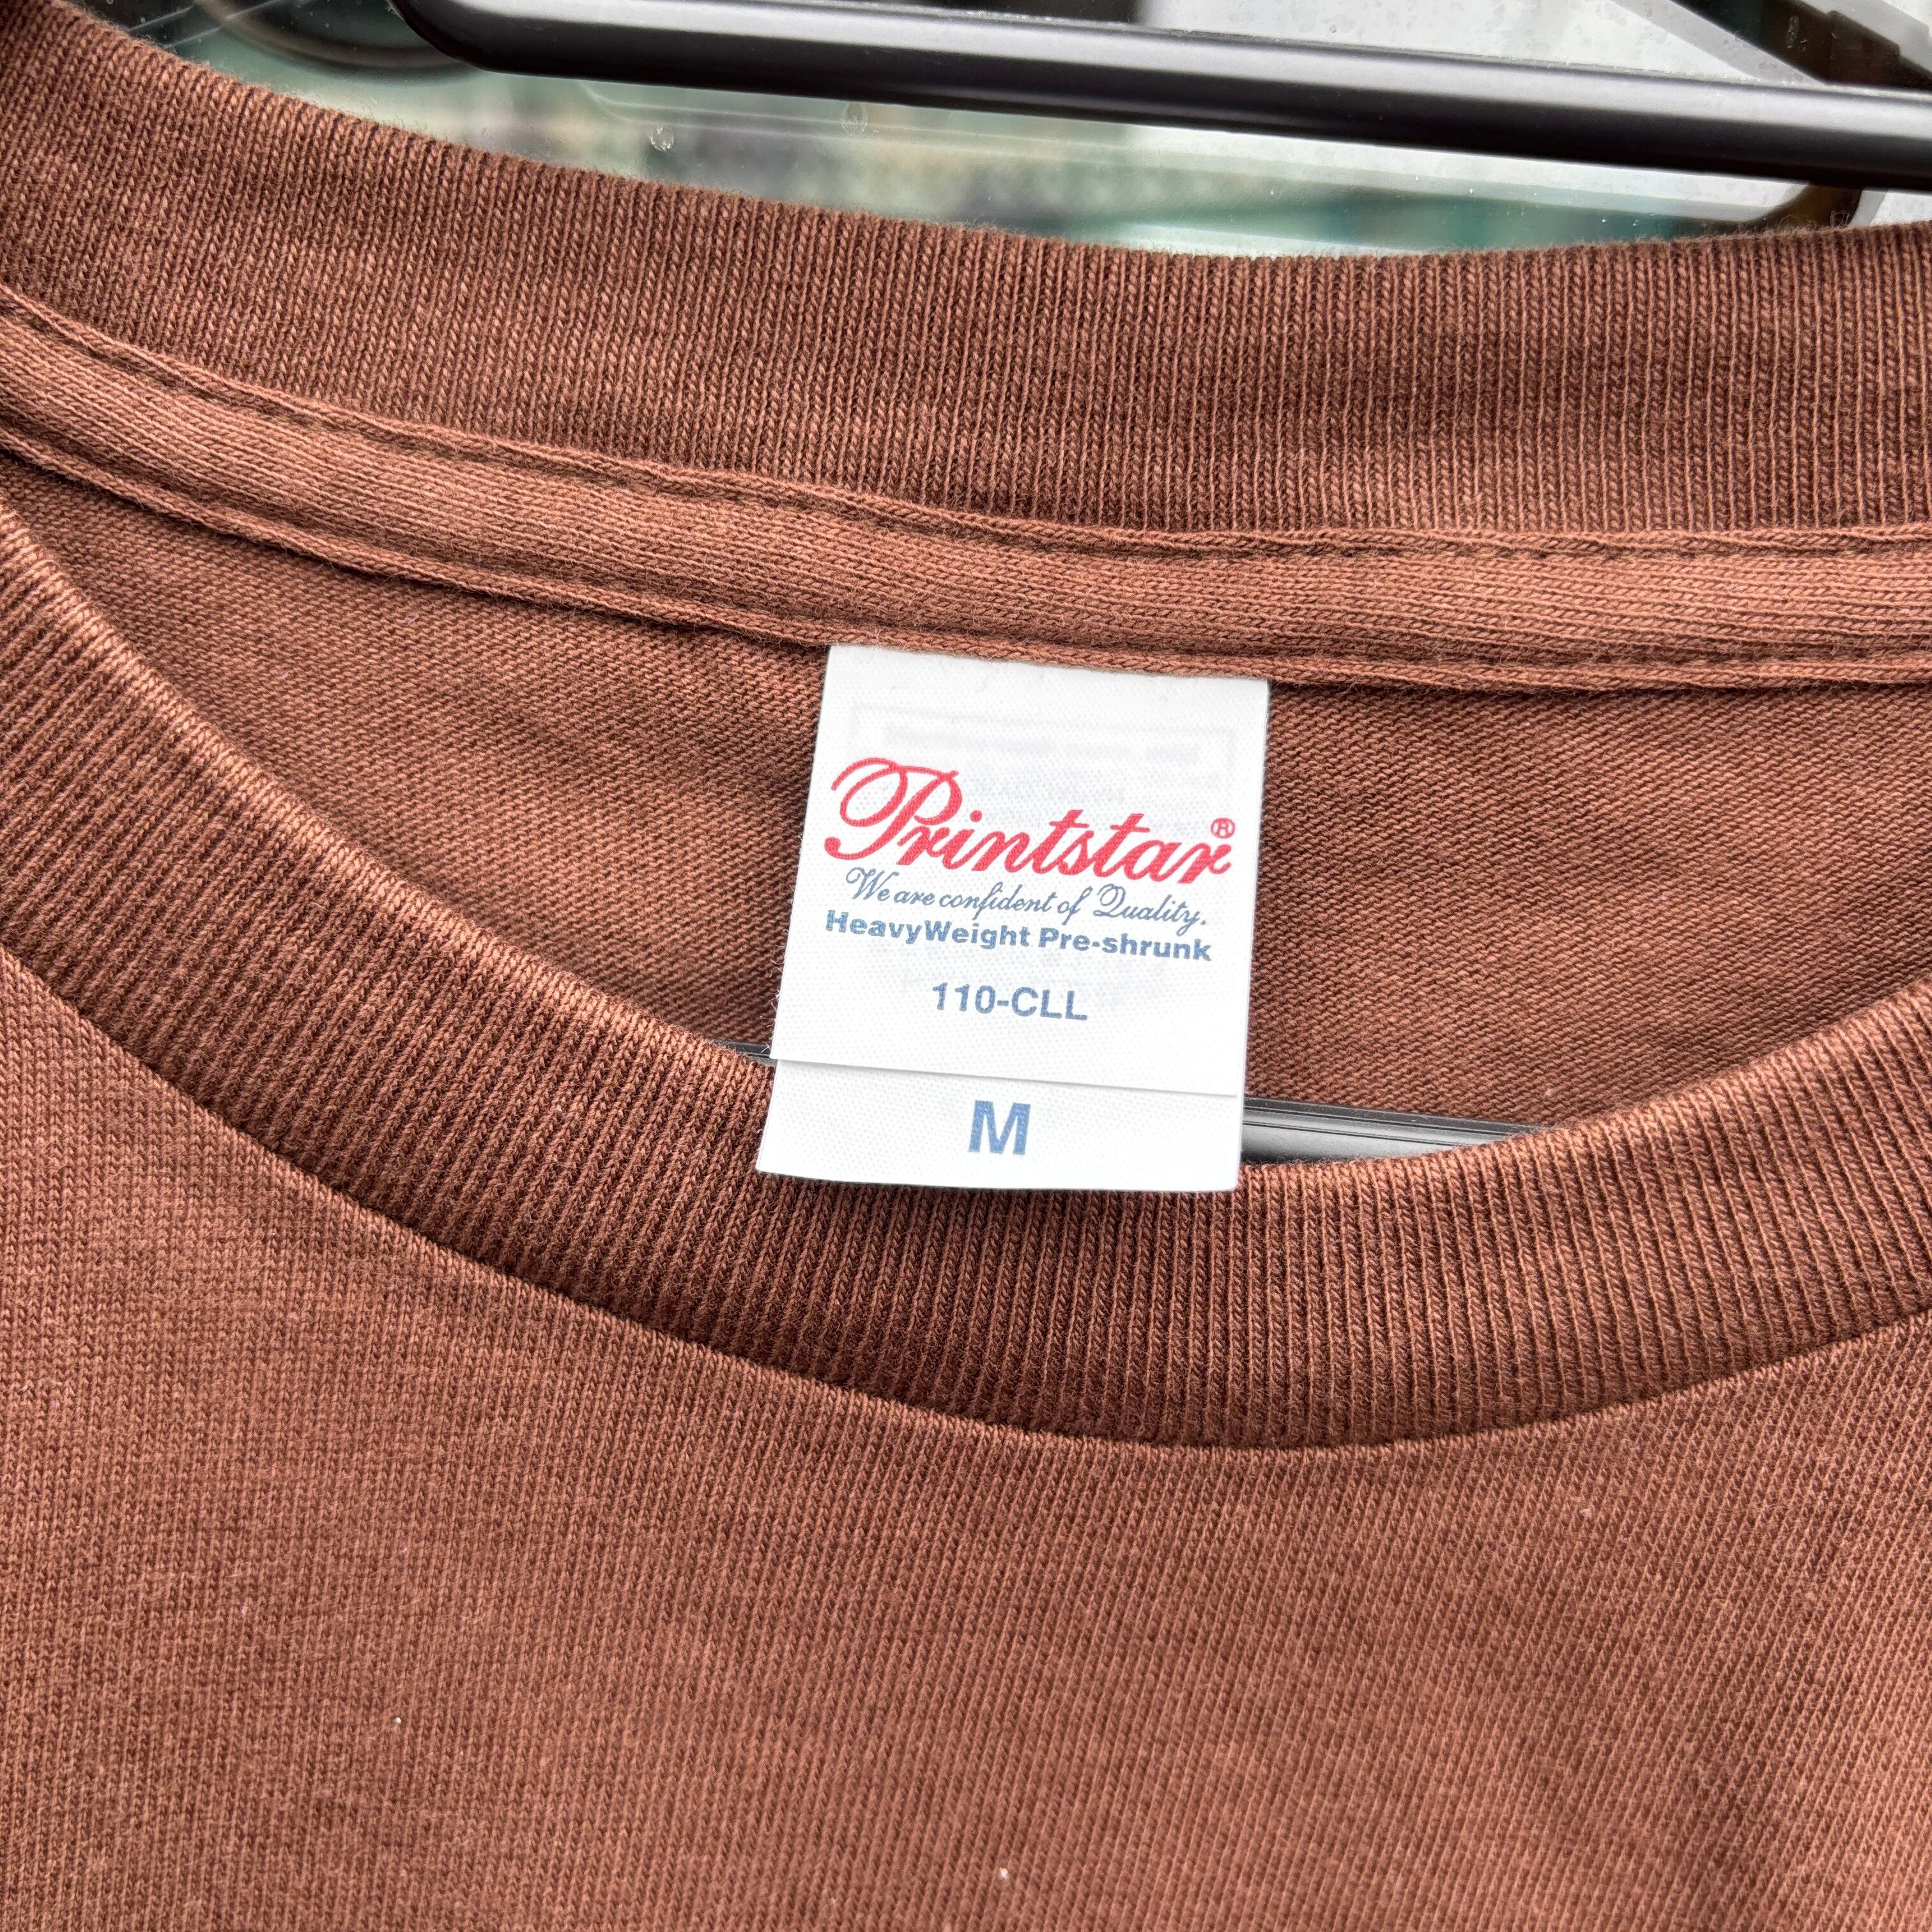 Printstar®
We are confident of Quality.
HeavyWeight Pre-shrunk
110-CLL
M